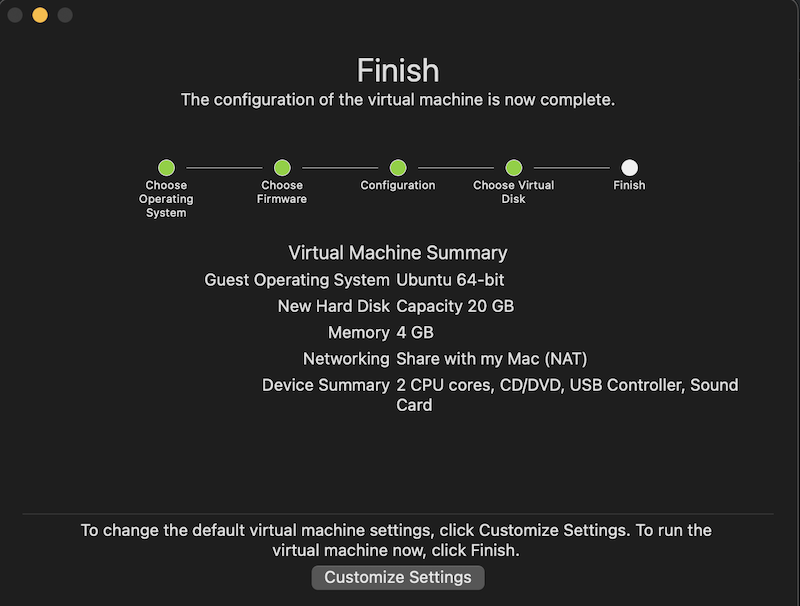 Finish
The configuration of the virtual machine is now complete.
Choose
Operating
System
Choose
Firmware
Configuration
Choose Virtual
Disk
Finish
Virtual Machine Summary
Guest Operating System Ubuntu 64-bit
New Hard Disk Capacity 20 GB
Memory 4 GB
Networking Share with my Mac (NAT)
Device Summary 2 CPU cores, CD/DVD, USB Controller, Sound
Card
To change the default virtual machine settings, click Customize Settings. To run the
virtual machine now, click Finish.
Customize Settings